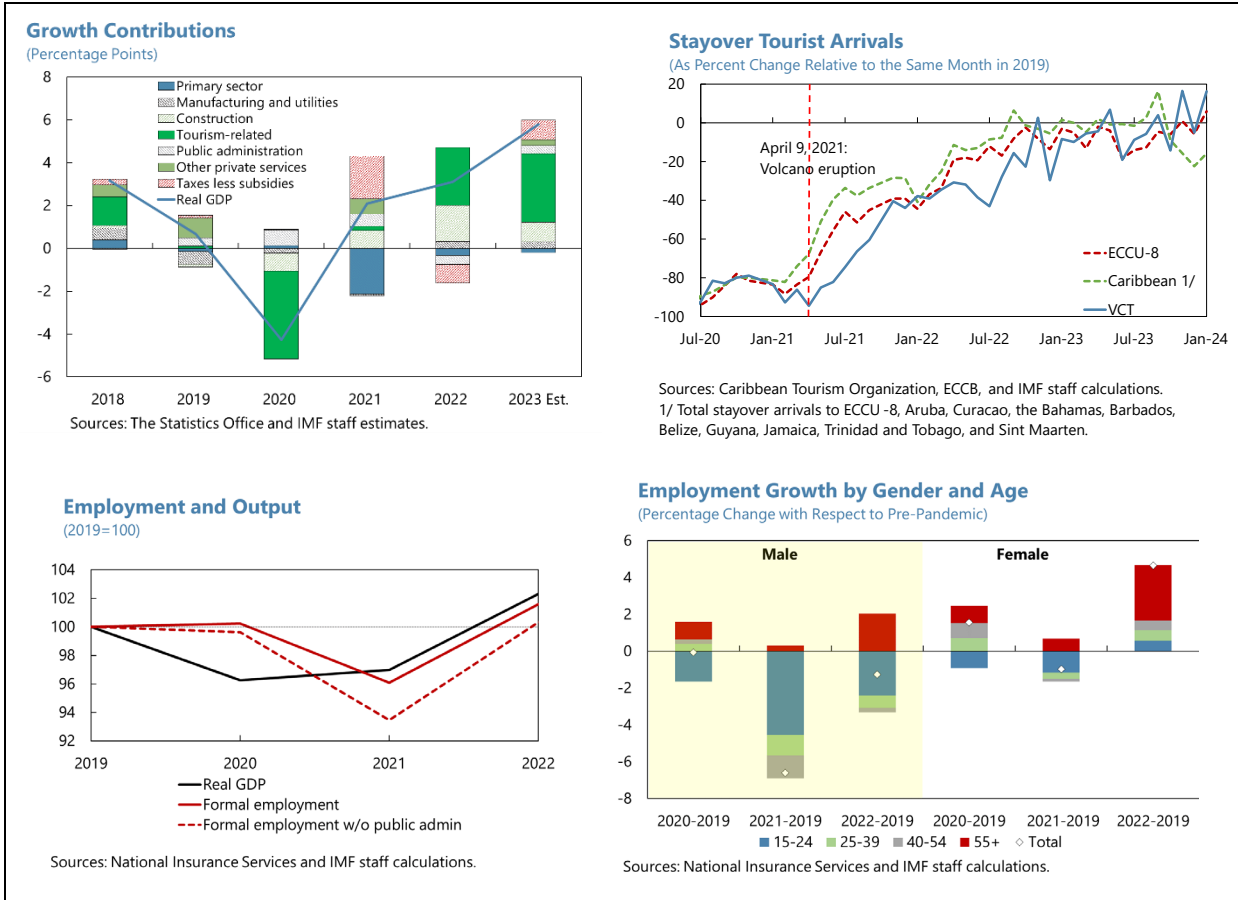 Growth Contributions
(Percentage Points)
8
6
4
2
0
-2
-4
-6
Primary sector
Manufacturing and utilities
Construction
Tourism-related
Public administration
Other private services
Taxes less subsidies
Real GDP
2018 2019 2020 2021 2022 2023 Est.
Sources: The Statistics Office and IMF staff estimates.
Stayover Tourist Arrivals
(As Percent Change Relative to the Same Month in 2019)
20
0
-20
-40
-60
-80
-100
April 9, 2021:
Volcano eruption
ECCU-8
Caribbean 1/
VCT
Jul-20 Jan-21 Jul-21 Jan-22 Jul-22 Jan-23 Jul-23 Jan-24
Sources: Caribbean Tourism Organization, ECCB, and IMF staff calculations.
1/ Total stayover arrivals to ECCU -8, Aruba, Curacao, the Bahamas, Barbados,
Belize, Guyana, Jamaica, Trinidad and Tobago, and Sint Maarten.
Employment and Output
(2019=100)
104
102
100
98
96
94
92
2019 2020 2021 2022
Real GDP
Formal employment
Formal employment w/o public admin
Sources: National Insurance Services and IMF staff calculations.
Employment Growth by Gender and Age
(Percentage Change with Respect to Pre-Pandemic)
6
4
2
0
-2
-4
-6
-8
Male Female
2020-2019 2021-2019 2022-2019 2020-2019 2021-2019 2022-2019
15-24 25-39 40-54 55+ Total
Sources: National Insurance Services and IMF staff calculations.